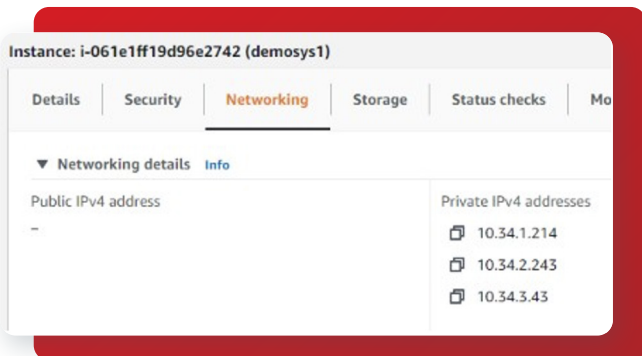 Instance: i-061e1ff19d96e2742 (demosys1)
Details Security Networking Storage Status checks Mo
▼ Networking details Info
Public IPv4 address
–
Private IPv4 addresses
10.34.1.214
10.34.2.243
10.34.3.43